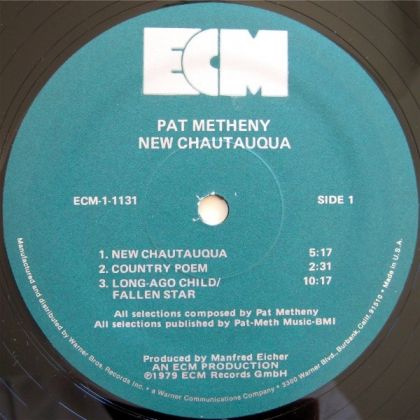 ECM
PAT METHENY
NEW CHAUTAUQUA
ECM-1-1131 SIDE 1
1. NEW CHAUTAUQUA 5:17
2. COUNTRY POEM 2:31
3. LONG-AGO CHILD/ 10:17
FALLEN STAR
All selections composed by Pat Metheny
All selections published by Pat-Meth Music-BMI
Produced by Manfred Eicher
AN ECM PRODUCTION
℗1979 ECM Records GmbH
Manufactured and distributed by Warner Bros. Records Inc. • a Warner Communications Company • 3300 Warner Blvd., Burbank, Calif. 91510 • Made in U.S.A.